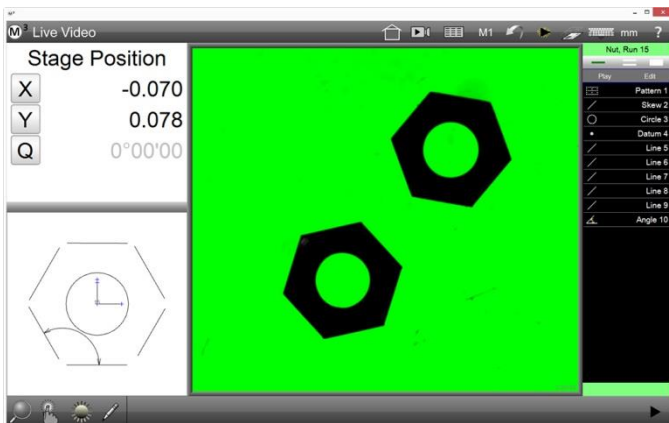 M3 Live Video
M1
mm
?
Stage Position
X -0.070
Y 0.078
Q 0°00'00
Nut, Run 15
Play Edit
Pattern 1
Skew 2
Circle 3
Datum 4
Line 5
Line 6
Line 7
Line 8
Line 9
Angle 10